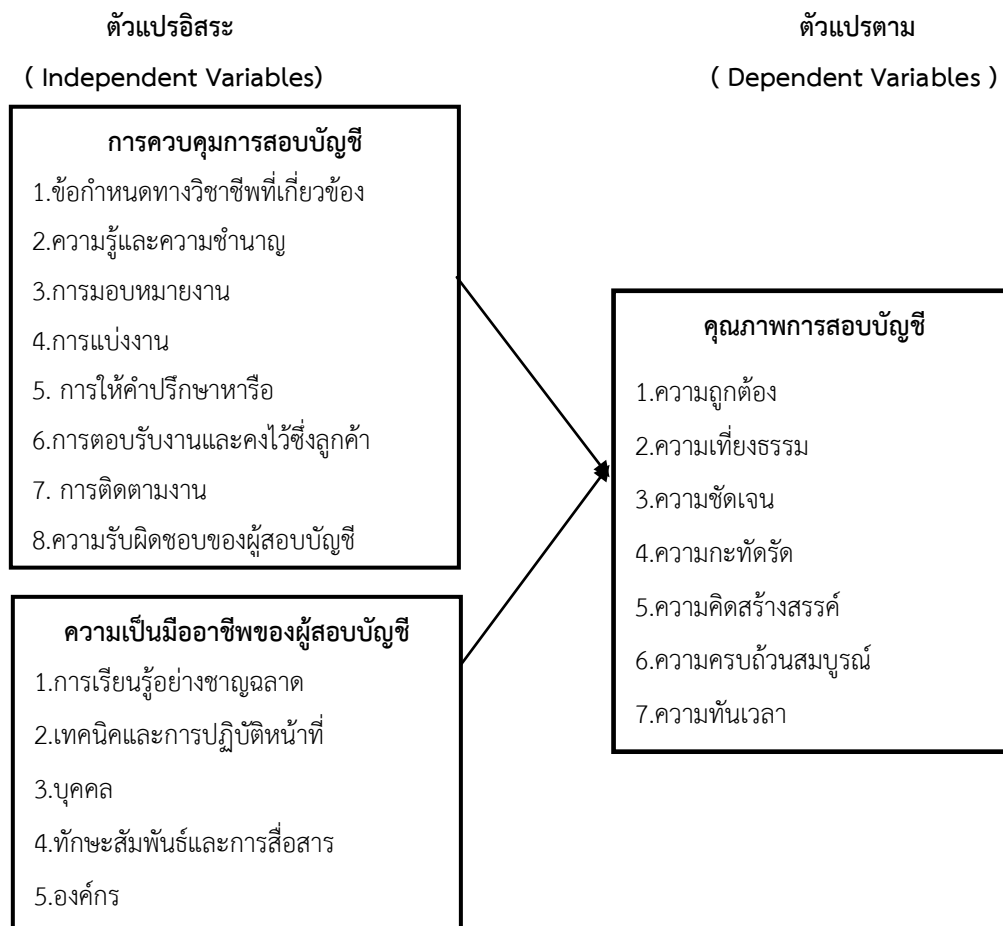 ตัวแปรอิสระ
( Independent Variables)
ตัวแปรตาม
( Dependent Variables )
การควบคุมการสอบบัญชี
1.ข้อกำหนดทางวิชาชีพที่เกี่ยวข้อง
2.ความรู้และความชำนาญ
3.การมอบหมายงาน
4.การแบ่งงาน
5. การให้คำปรึกษาหารือ
6.การตอบรับงานและคงไว้ซึ่งลูกค้า
7. การติดตามงาน
8.ความรับผิดชอบของผู้สอบบัญชี
ความเป็นมืออาชีพของผู้สอบบัญชี
1.การเรียนรู้อย่างชาญฉลาด
2.เทคนิคและการปฏิบัติหน้าที่
3.บุคคล
4.ทักษะสัมพันธ์และการสื่อสาร
5.องค์กร
คุณภาพการสอบบัญชี
1.ความถูกต้อง
2.ความเที่ยงธรรม
3.ความชัดเจน
4.ความกะทัดรัด
5.ความคิดสร้างสรรค์
6.ความครบถ้วนสมบูรณ์
7.ความทันเวลา